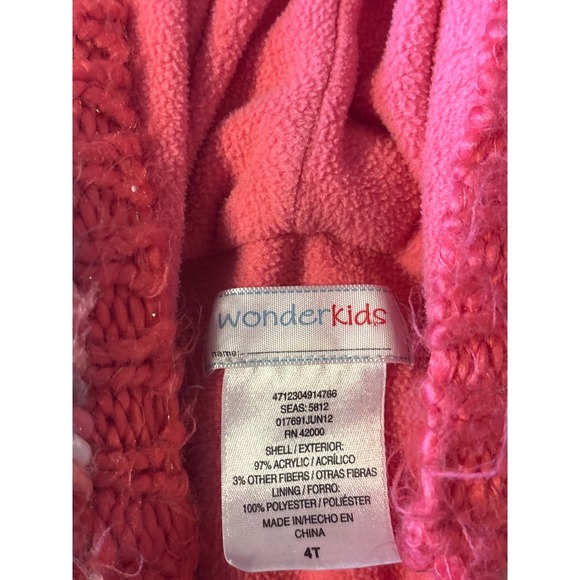 wonderkids
name:
4712304914766
SEAS: 5812
017691JUN12
RN 42000
SHELL / EXTERIOR:
97% ACRYLIC / ACRÍLICO
3% OTHER FIBERS / OTRAS FIBRAS
LINING / FORRO:
100% POLYESTER / POLIÉSTER
MADE IN/HECHO EN
CHINA
4T